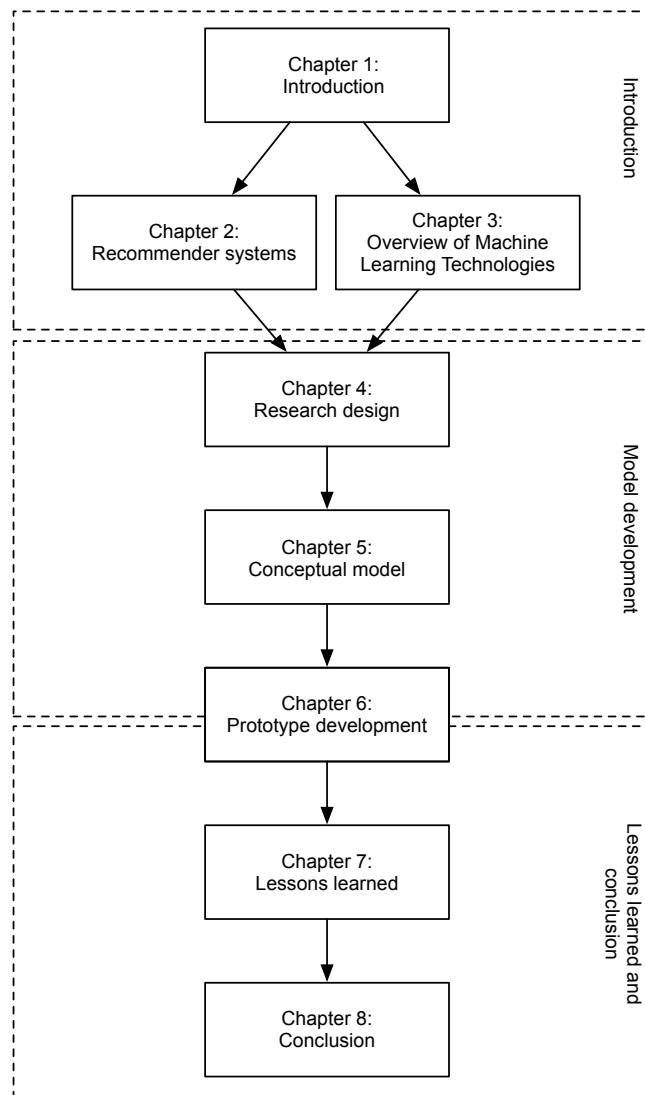 Chapter 1:
Introduction
Introduction
Chapter 2:
Recommender systems
Chapter 3:
Overview of Machine
Learning Technologies
Chapter 4:
Research design
Model development
Chapter 5:
Conceptual model
Chapter 6:
Prototype development
Chapter 7:
Lessons learned
Lessons learned and
conclusion
Chapter 8:
Conclusion